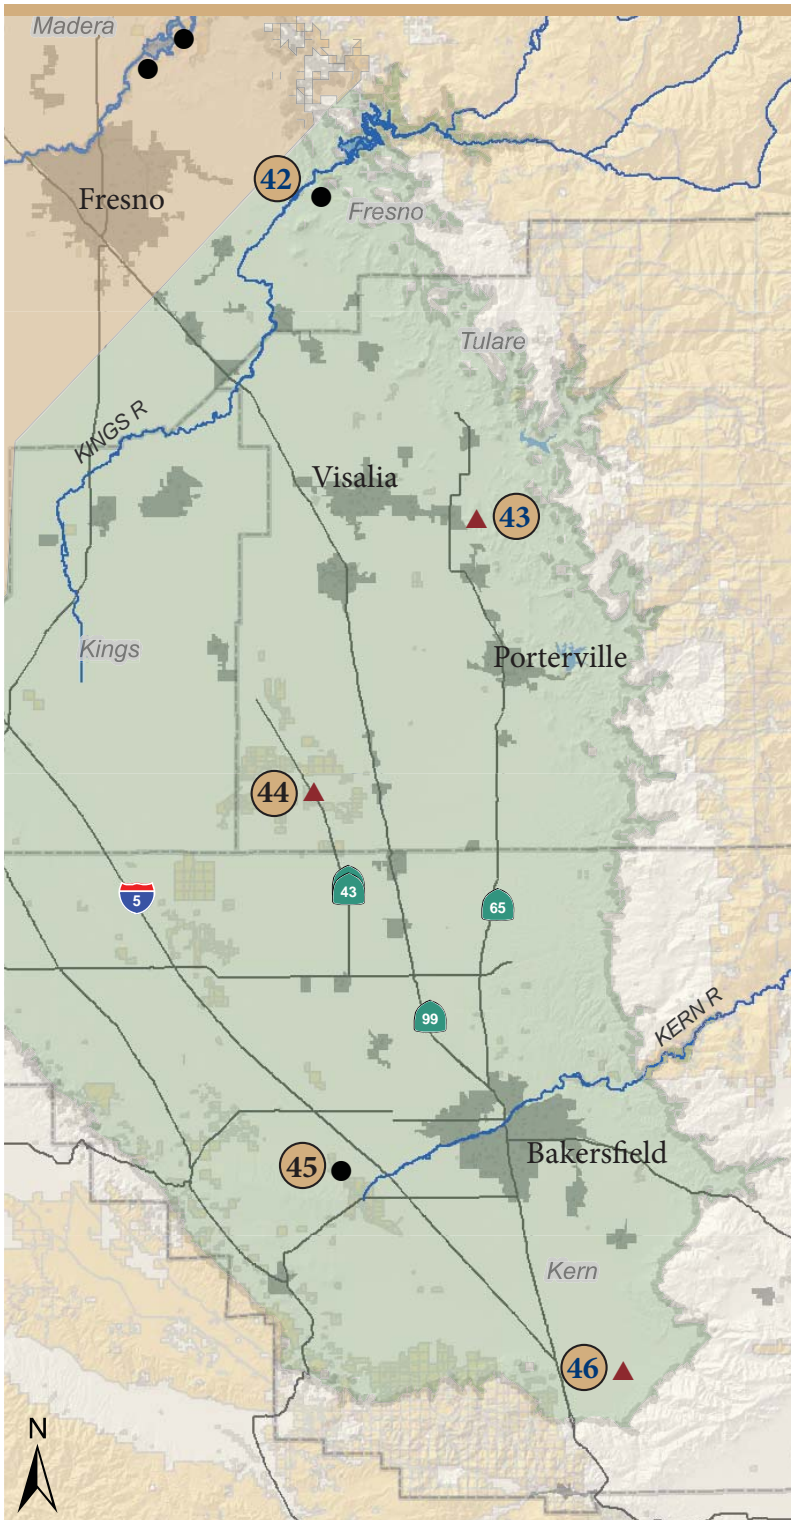 Madera
Fresno
42
Fresno
Tulare
KINGS R
Visalia
43
Kings
Porterville
44
5
43
65
99
KERN R
45
Bakersfield
Kern
46
N